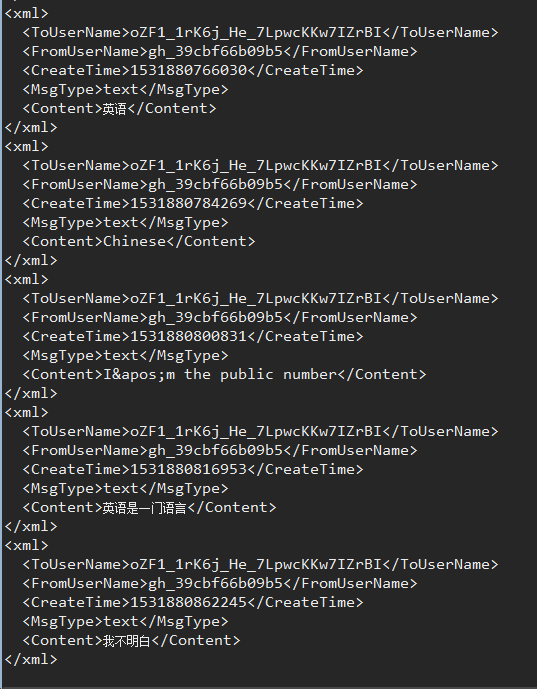 <xml>
  <ToUserName>oZF1_1rK6j_He_7LpwcKKw7IZrBI</ToUserName>
  <FromUserName>gh_39cbf66b09b5</FromUserName>
  <CreateTime>1531880766030</CreateTime>
  <MsgType>text</MsgType>
  <Content>英语</Content>
</xml>
<xml>
  <ToUserName>oZF1_1rK6j_He_7LpwcKKw7IZrBI</ToUserName>
  <FromUserName>gh_39cbf66b09b5</FromUserName>
  <CreateTime>1531880784269</CreateTime>
  <MsgType>text</MsgType>
  <Content>Chinese</Content>
</xml>
<xml>
  <ToUserName>oZF1_1rK6j_He_7LpwcKKw7IZrBI</ToUserName>
  <FromUserName>gh_39cbf66b09b5</FromUserName>
  <CreateTime>1531880800831</CreateTime>
  <MsgType>text</MsgType>
  <Content>I&apos;m the public number</Content>
</xml>
<xml>
  <ToUserName>oZF1_1rK6j_He_7LpwcKKw7IZrBI</ToUserName>
  <FromUserName>gh_39cbf66b09b5</FromUserName>
  <CreateTime>1531880816953</CreateTime>
  <MsgType>text</MsgType>
  <Content>英语是一门语言</Content>
</xml>
<xml>
  <ToUserName>oZF1_1rK6j_He_7LpwcKKw7IZrBI</ToUserName>
  <FromUserName>gh_39cbf66b09b5</FromUserName>
  <CreateTime>1531880862245</CreateTime>
  <MsgType>text</MsgType>
  <Content>我不明白</Content>
</xml>